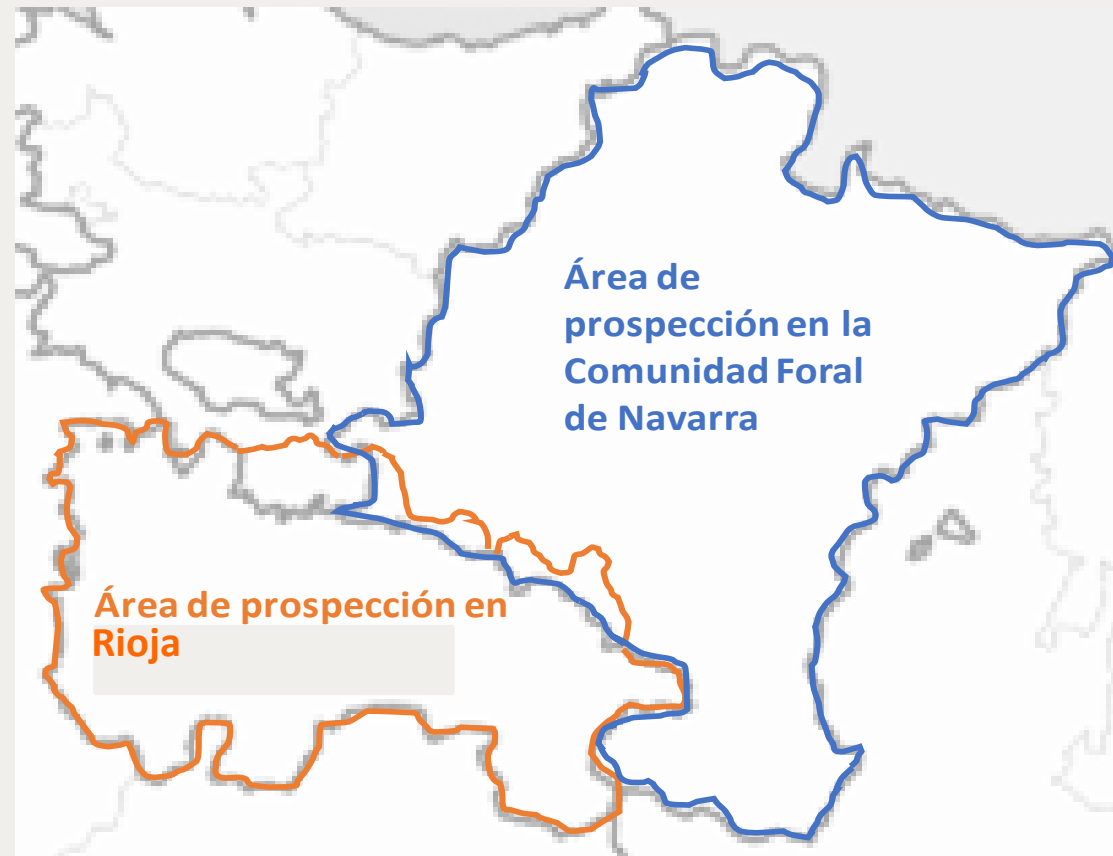 Área de
prospección en la
Comunidad Foral
de Navarra
Área de prospección en
Rioja